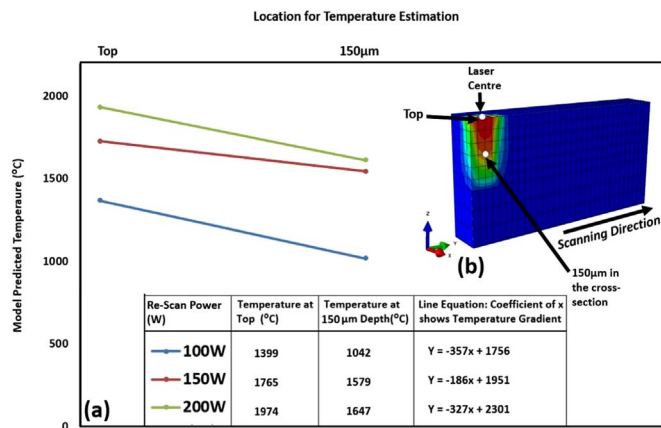 Location for Temperature Estimation
Top 150µm
Model Predicted Temperaure (°C)
2000
1500
1000
500
0
(a)
Laser
Centre
Top
Scanning Direction
(b)
150µm in
the cross-
section
Z
Y
X
Re-Scan Power
(W)
Temperature at
Top (°C)
Temperature at
150 µm Depth(°C)
Line Equation: Coefficient of x
shows Temperature Gradient
100W 1399 1042 Y = -357x + 1756
150W 1765 1579 Y = -186x + 1951
200W 1974 1647 Y = -327x + 2301